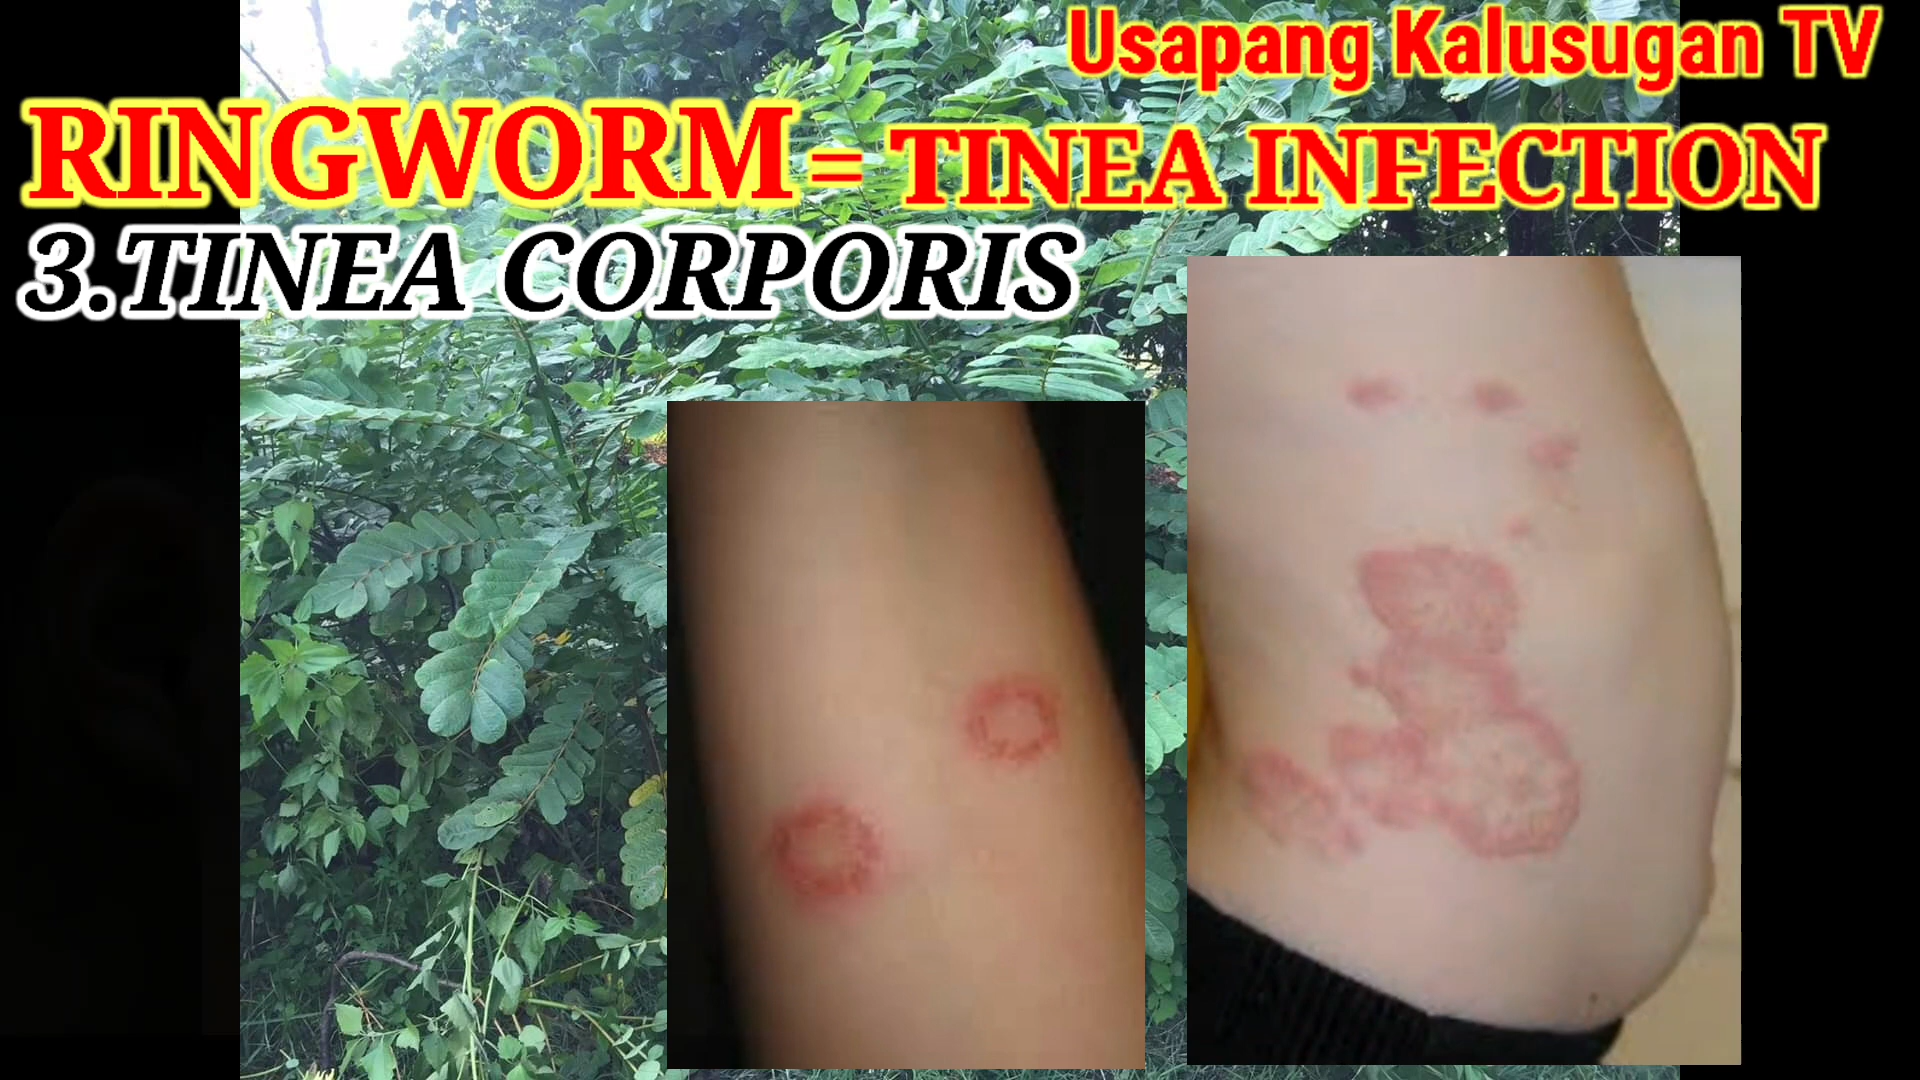 Usapang Kalusugan TV
RINGWORM = TINEA INFECTION
3.TINEA CORPORIS